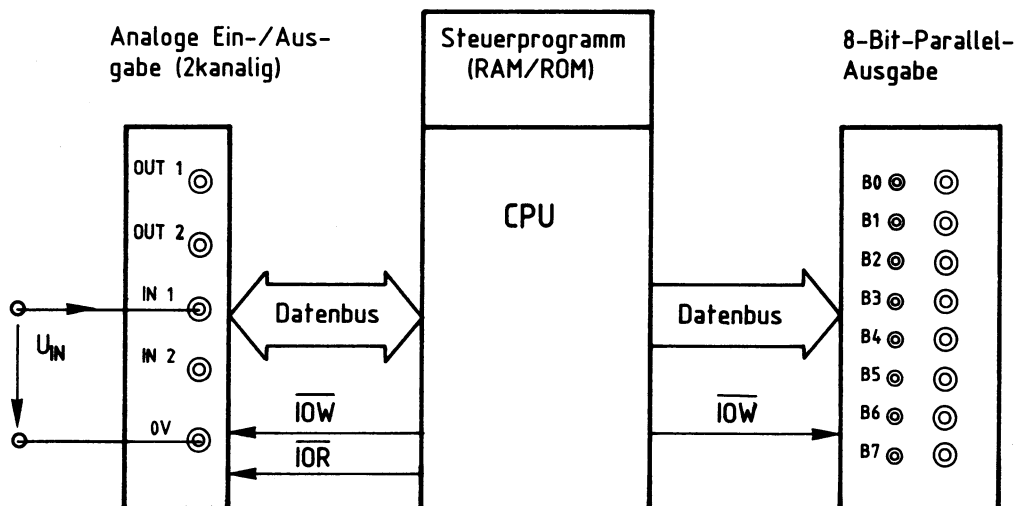 Analoge Ein-/Aus-
gabe (2kanalig)
OUT 1
OUT 2
IN 1
IN 2
0V
U_IN
Steuerprogramm
(RAM/ROM)
CPU
Datenbus
IOW
IOR
Datenbus
IOW
8-Bit-Parallel-
Ausgabe
B0
B1
B2
B3
B4
B5
B6
B7